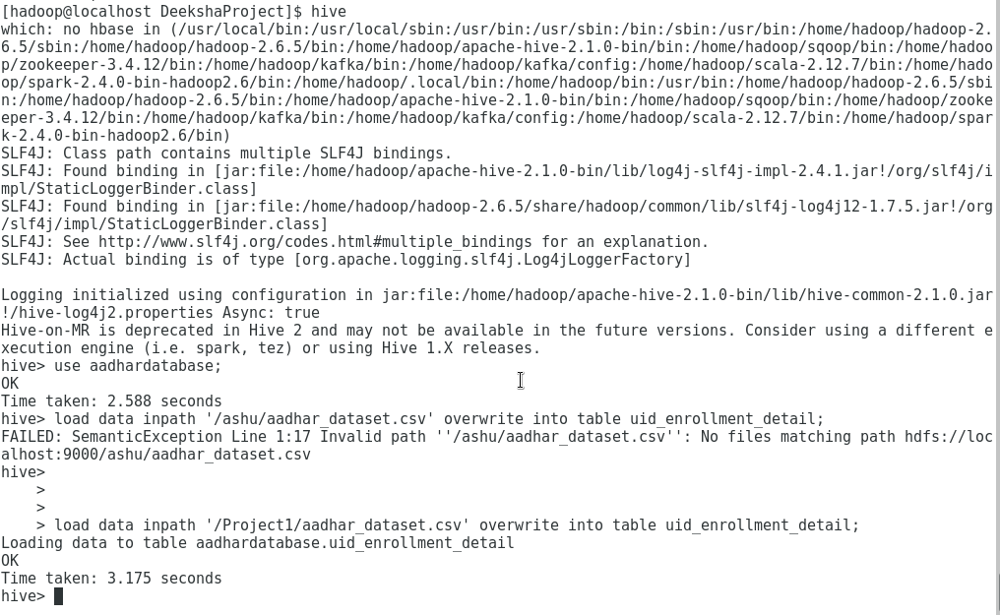 [hadoop@localhost DeekshaProject]$ hive
which: no hbase in (/usr/local/bin:/usr/local/sbin:/usr/bin:/usr/sbin:/bin:/sbin:/usr/bin:/home/hadoop/hadoop-2.
6.5/sbin:/home/hadoop/hadoop-2.6.5/bin:/home/hadoop/apache-hive-2.1.0-bin/bin:/home/hadoop/sqoop/bin:/home/hadoo
p/zookeeper-3.4.12/bin:/home/hadoop/kafka/bin:/home/hadoop/kafka/config:/home/hadoop/scala-2.12.7/bin:/home/hado
op/spark-2.4.0-bin-hadoop2.6/bin:/home/hadoop/.local/bin:/home/hadoop/bin:/usr/bin:/home/hadoop/hadoop-2.6.5/sbi
n:/home/hadoop/hadoop-2.6.5/bin:/home/hadoop/apache-hive-2.1.0-bin/bin:/home/hadoop/sqoop/bin:/home/hadoop/zooke
eper-3.4.12/bin:/home/hadoop/kafka/bin:/home/hadoop/kafka/config:/home/hadoop/scala-2.12.7/bin:/home/hadoop/spar
k-2.4.0-bin-hadoop2.6/bin)
SLF4J: Class path contains multiple SLF4J bindings.
SLF4J: Found binding in [jar:file:/home/hadoop/apache-hive-2.1.0-bin/lib/log4j-slf4j-impl-2.4.1.jar!/org/slf4j/i
mpl/StaticLoggerBinder.class]
SLF4J: Found binding in [jar:file:/home/hadoop/hadoop-2.6.5/share/hadoop/common/lib/slf4j-log4j12-1.7.5.jar!/org
/slf4j/impl/StaticLoggerBinder.class]
SLF4J: See http://www.slf4j.org/codes.html#multiple_bindings for an explanation.
SLF4J: Actual binding is of type [org.apache.logging.slf4j.Log4jLoggerFactory]
Logging initialized using configuration in jar:file:/home/hadoop/apache-hive-2.1.0-bin/lib/hive-common-2.1.0.jar
!/hive-log4j2.properties Async: true
Hive-on-MR is deprecated in Hive 2 and may not be available in the future versions. Consider using a different e
xecution engine (i.e. spark, tez) or using Hive 1.X releases.
hive> use aadhardatabase;
OK
Time taken: 2.588 seconds
hive> load data inpath '/ashu/aadhar_dataset.csv' overwrite into table uid_enrollment_detail;
FAILED: SemanticException Line 1:17 Invalid path ''/ashu/aadhar_dataset.csv'': No files matching path hdfs://loc
alhost:9000/ashu/aadhar_dataset.csv
hive>
    >
    >
    > load data inpath '/Project1/aadhar_dataset.csv' overwrite into table uid_enrollment_detail;
Loading data to table aadhardatabase.uid_enrollment_detail
OK
Time taken: 3.175 seconds
hive>